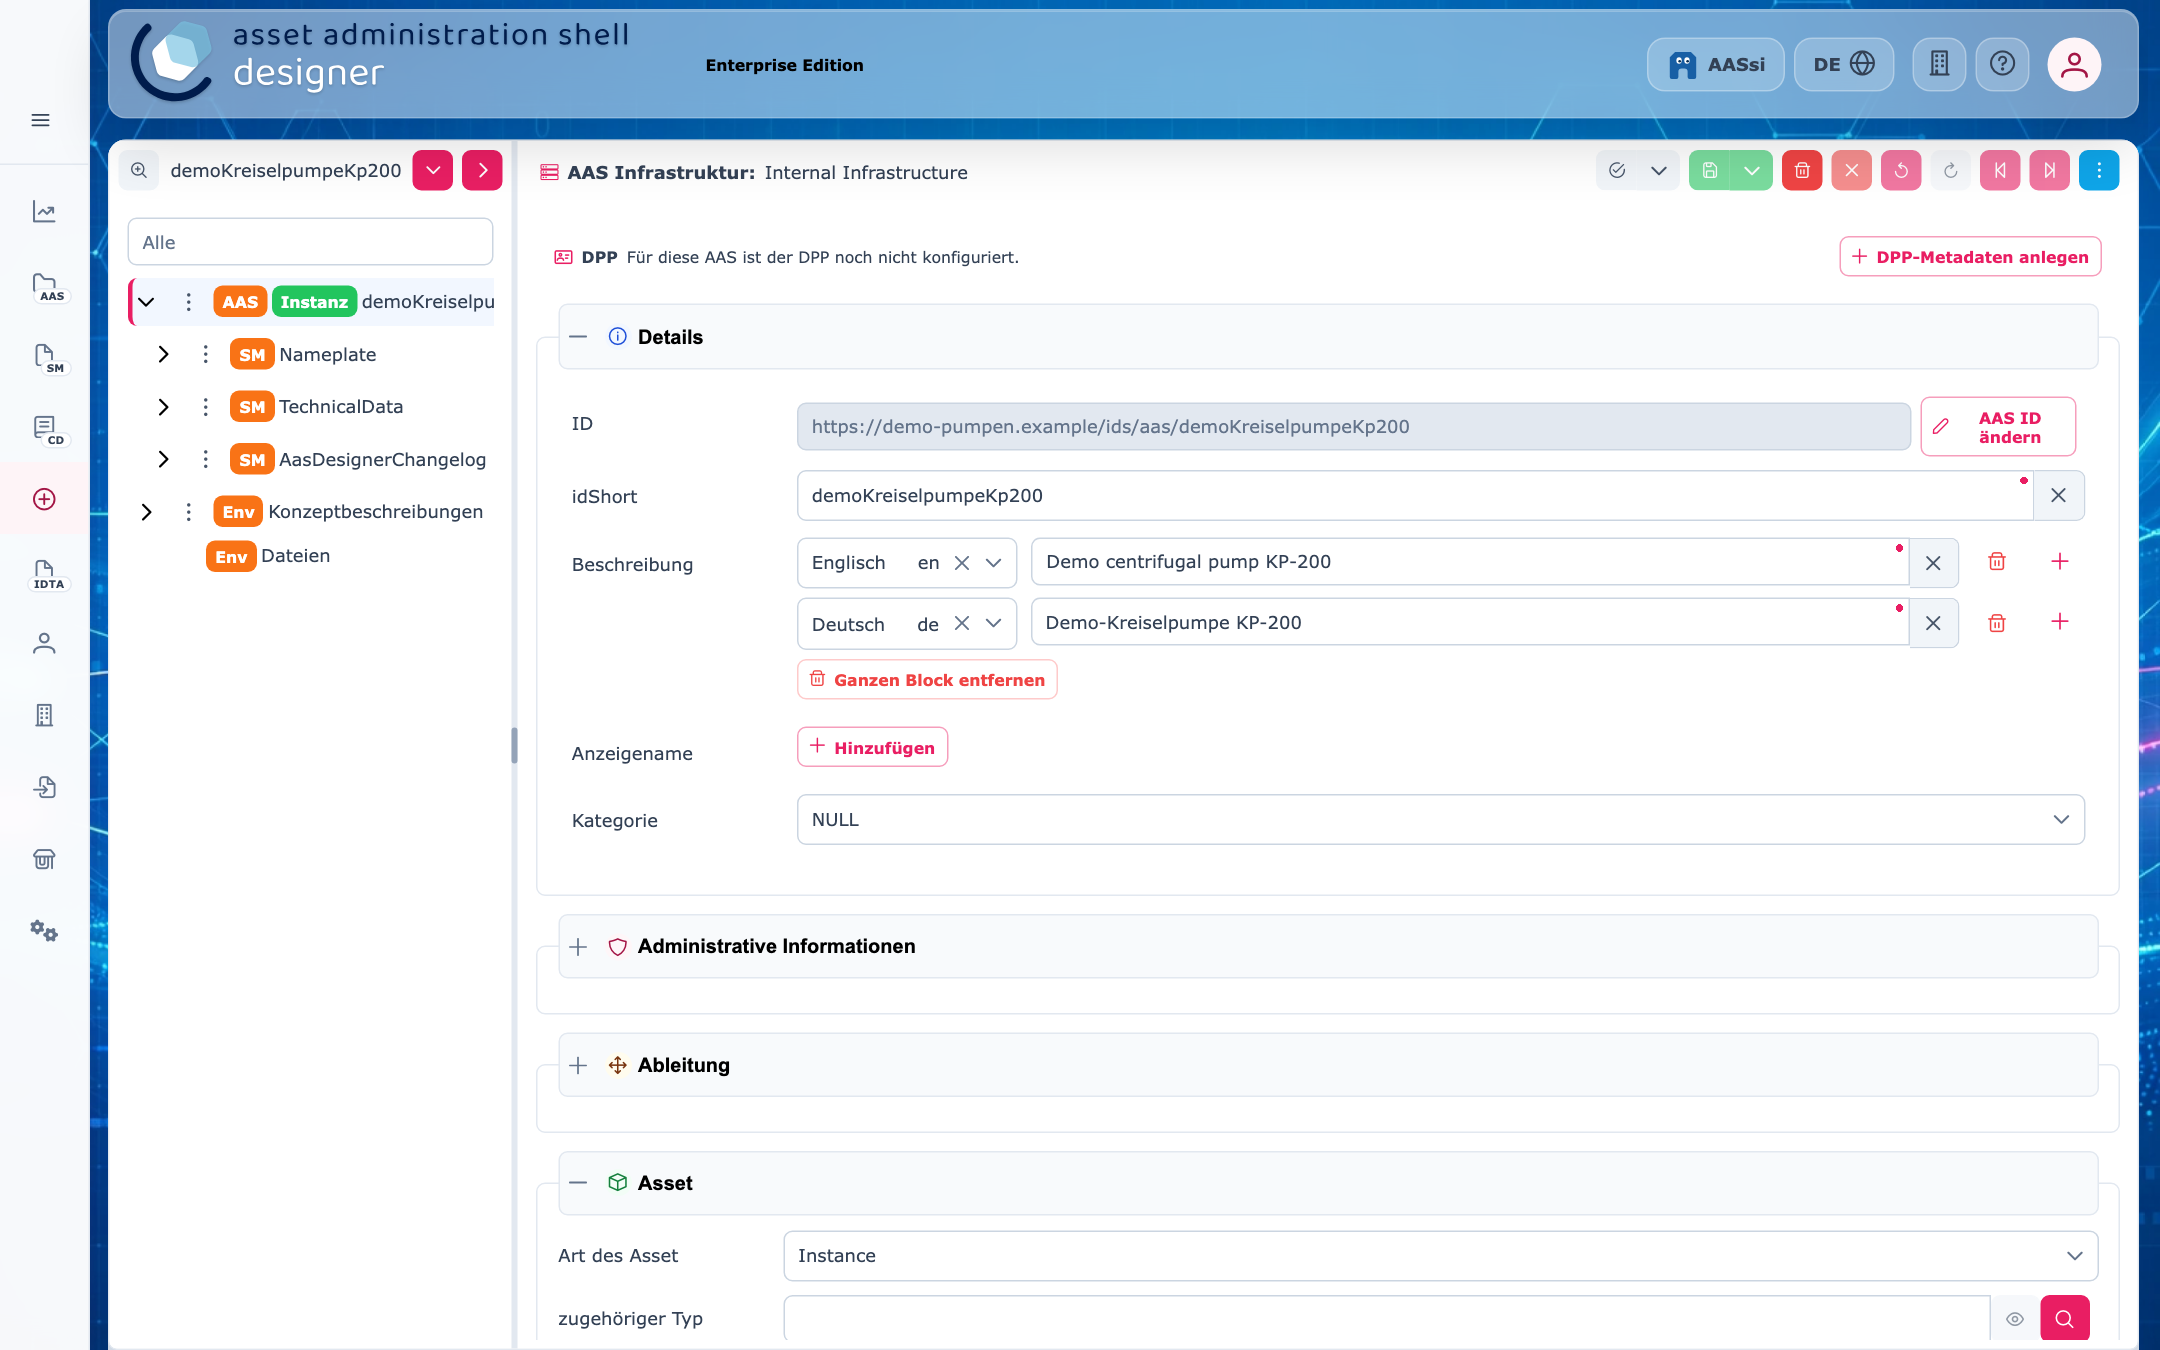 asset administration shell
designer
Enterprise Edition
AASsi
DE
demoKreiselpumpeKp200
AAS Infrastruktur: Internal Infrastructure
Alle
DPP Für diese AAS ist der DPP noch nicht konfiguriert.
DPP-Metadaten anlegen
AAS
SM
CD
IDTA
AAS Instanz demoKreiselpu
SM Nameplate
SM TechnicalData
SM AasDesignerChangelog
Env Konzeptbeschreibungen
Env Dateien
Details
ID
https://demo-pumpen.example/ids/aas/demoKreiselpumpeKp200
AAS ID
ändern
idShort
demoKreiselpumpeKp200
Beschreibung
Englisch en
Demo centrifugal pump KP-200
Deutsch de
Demo-Kreiselpumpe KP-200
Ganzen Block entfernen
Anzeigename
Hinzufügen
Kategorie
NULL
Administrative Informationen
Ableitung
Asset
Art des Asset
Instance
zugehöriger Typ